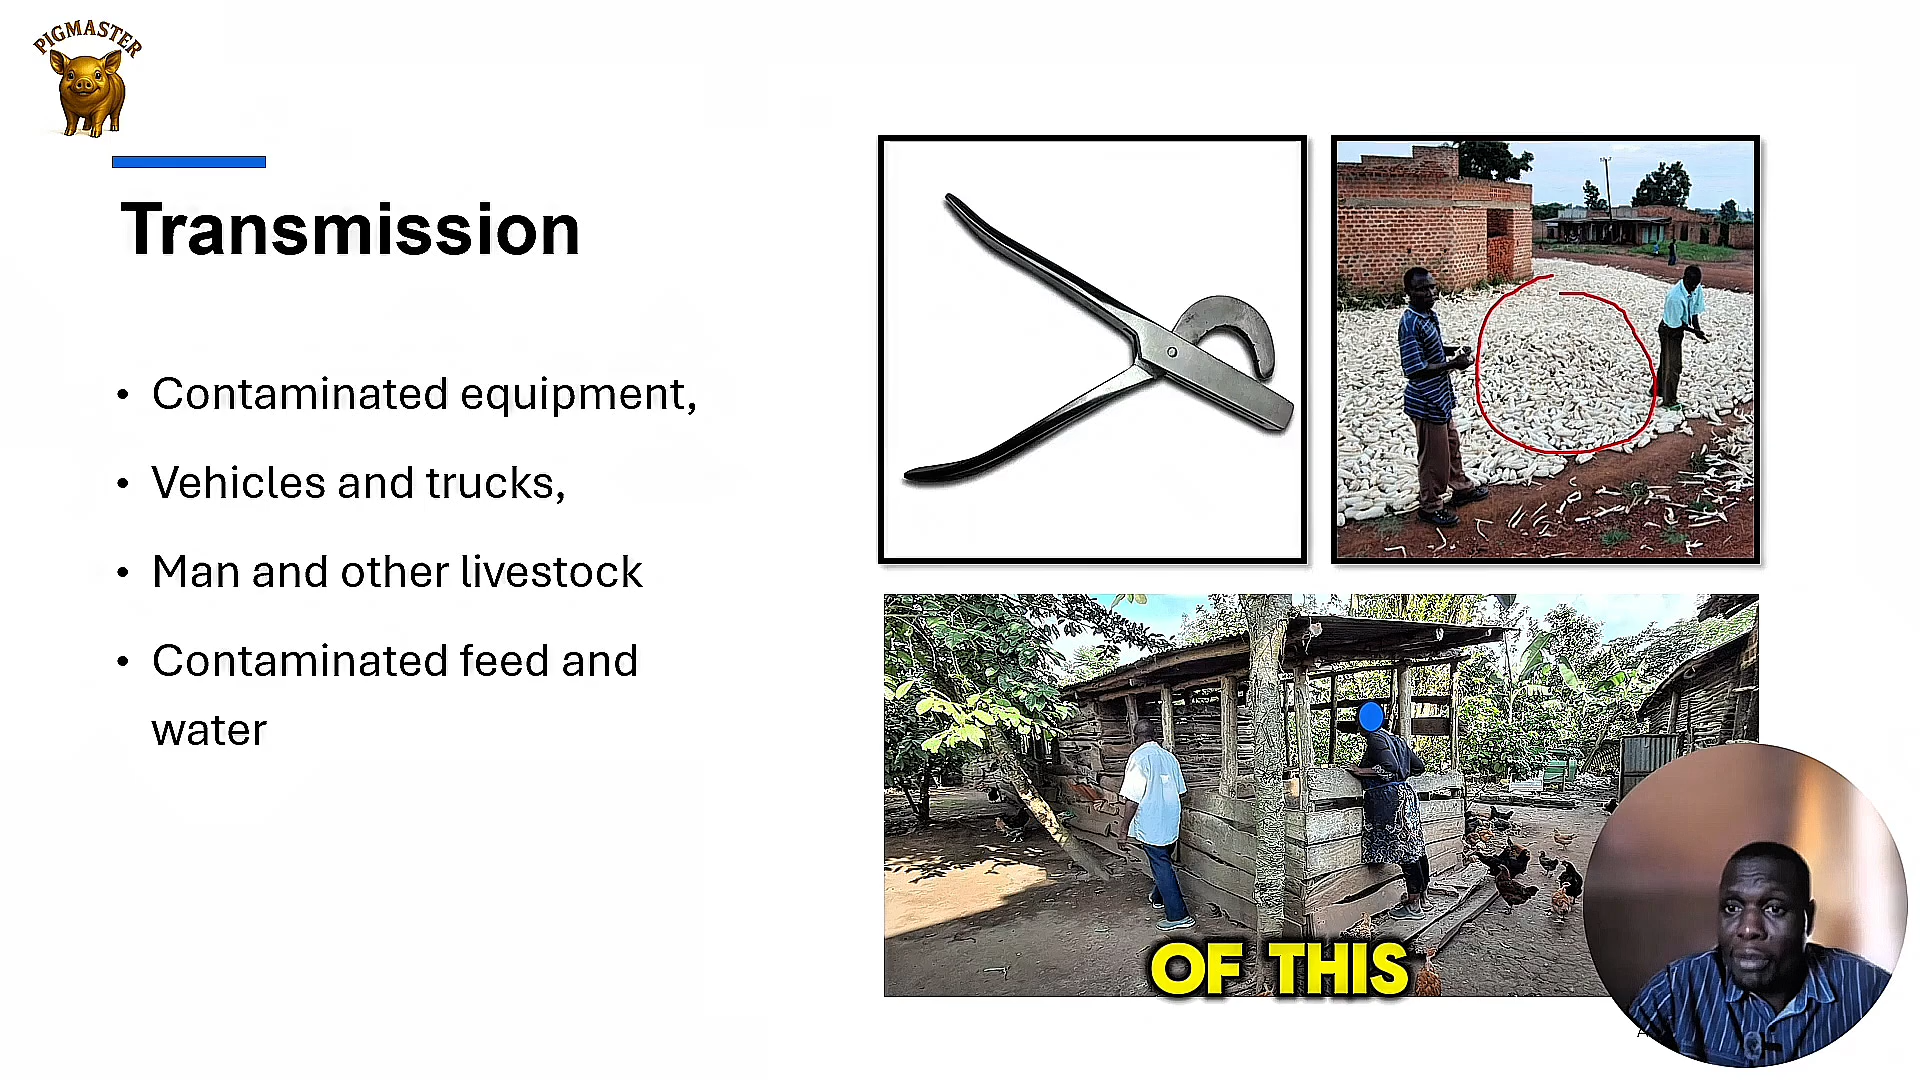 PIGMASTER
Transmission
• Contaminated equipment,
• Vehicles and trucks,
• Man and other livestock
• Contaminated feed and
water
OF THIS